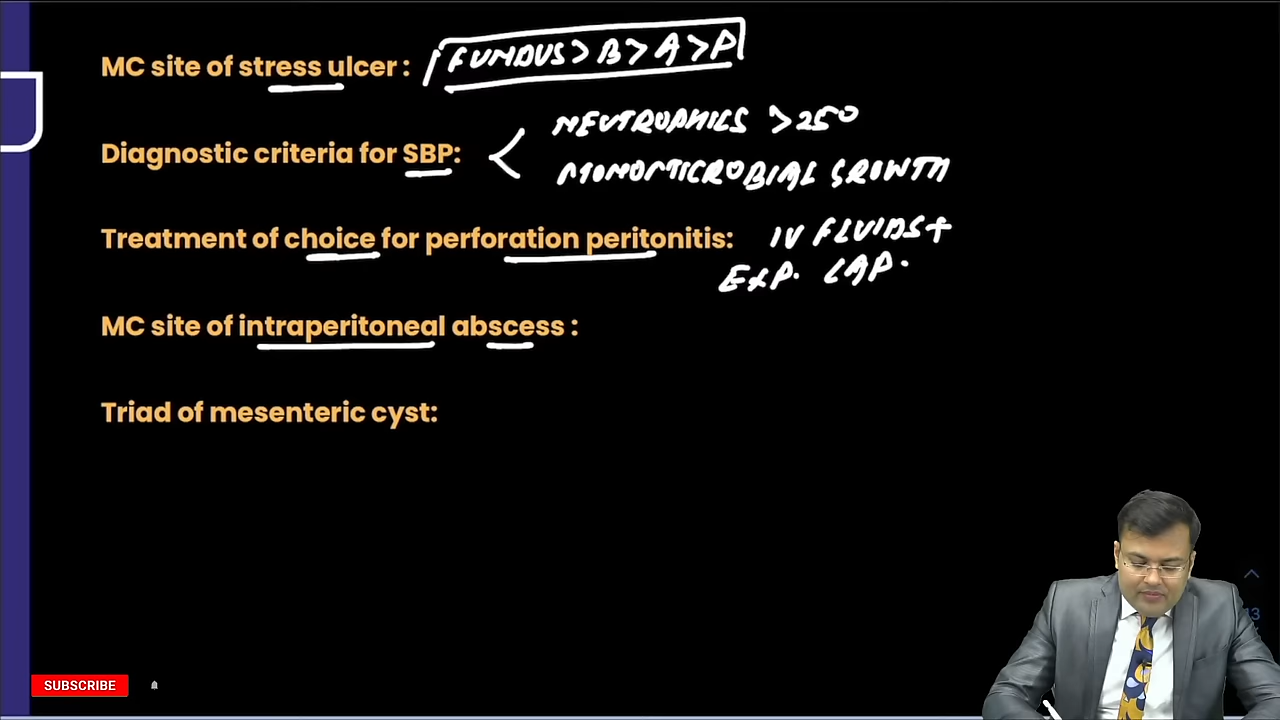 MC site of stress ulcer : FUNDUS > B > A > P
Diagnostic criteria for SBP: NEUTROPHILS > 250
MONOMICROBIAL GROWTH
Treatment of choice for perforation peritonitis: IV FLUIDS +
EXP. LAP.
MC site of intraperitoneal abscess :
Triad of mesenteric cyst:
13
SUBSCRIBE